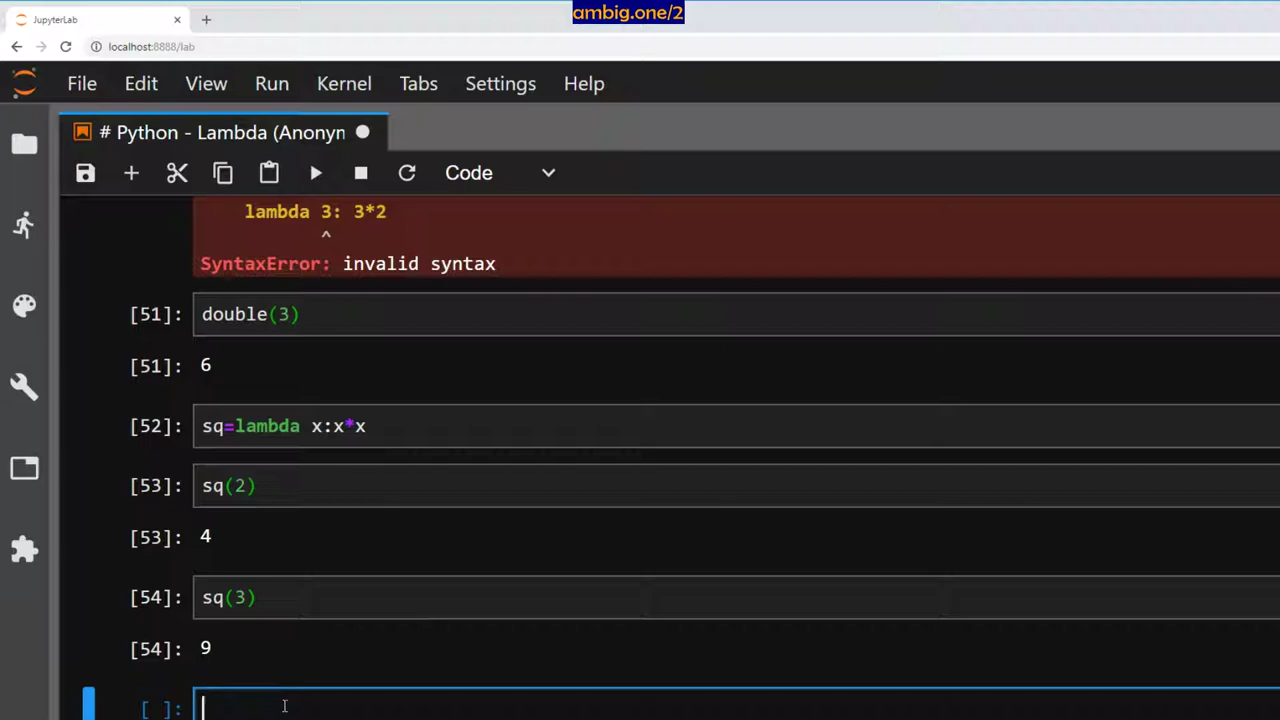 ambig.one/2
JupyterLab
localhost:8888/lab
File Edit View Run Kernel Tabs Settings Help
# Python - Lambda (Anonyn
Code
lambda 3: 3*2
^
SyntaxError: invalid syntax
[51]: double(3)
[51]: 6
[52]: sq=lambda x:x*x
[53]: sq(2)
[53]: 4
[54]: sq(3)
[54]: 9
[ ]: